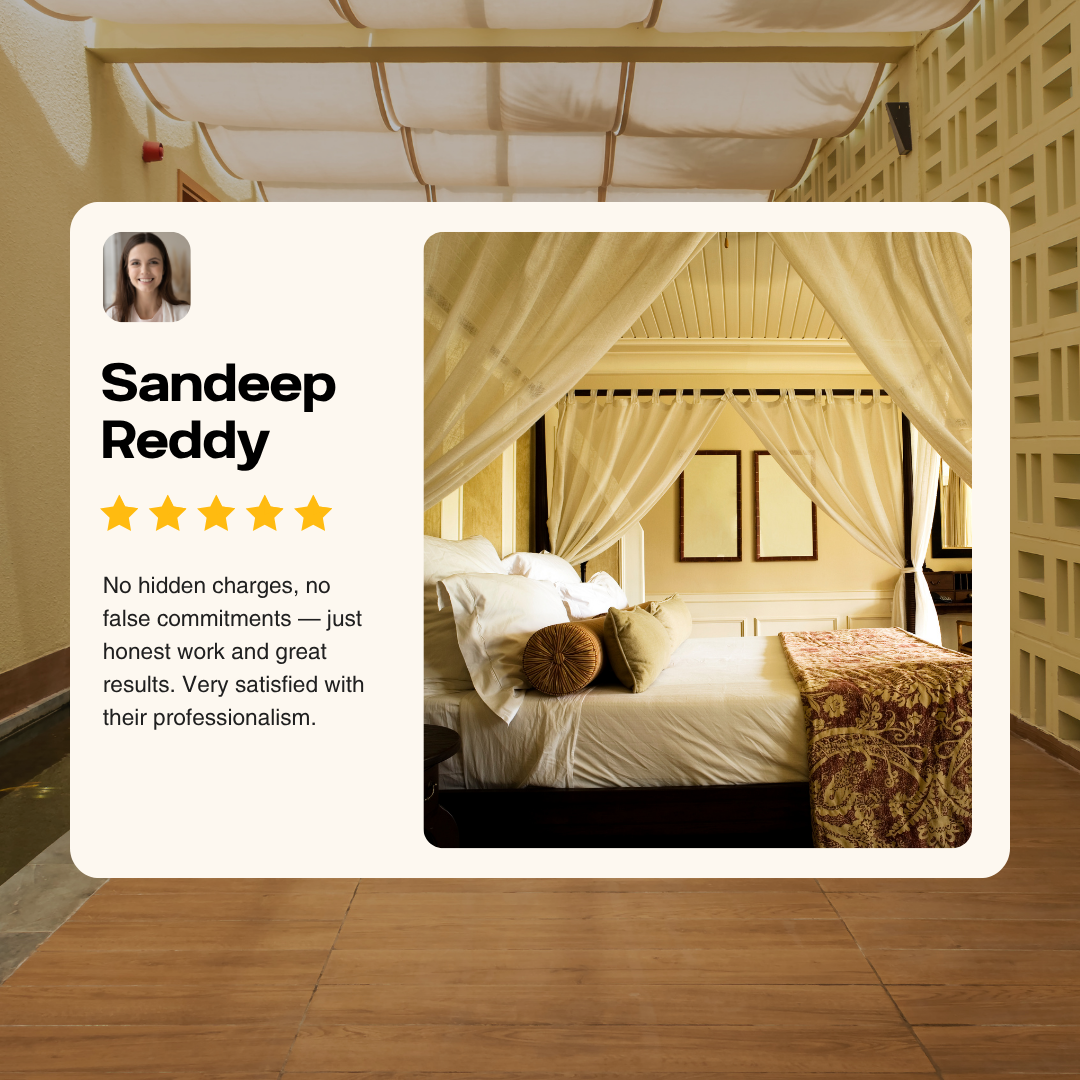 Sandeep
Reddy
No hidden charges, no
false commitments — just
honest work and great
results. Very satisfied with
their professionalism.